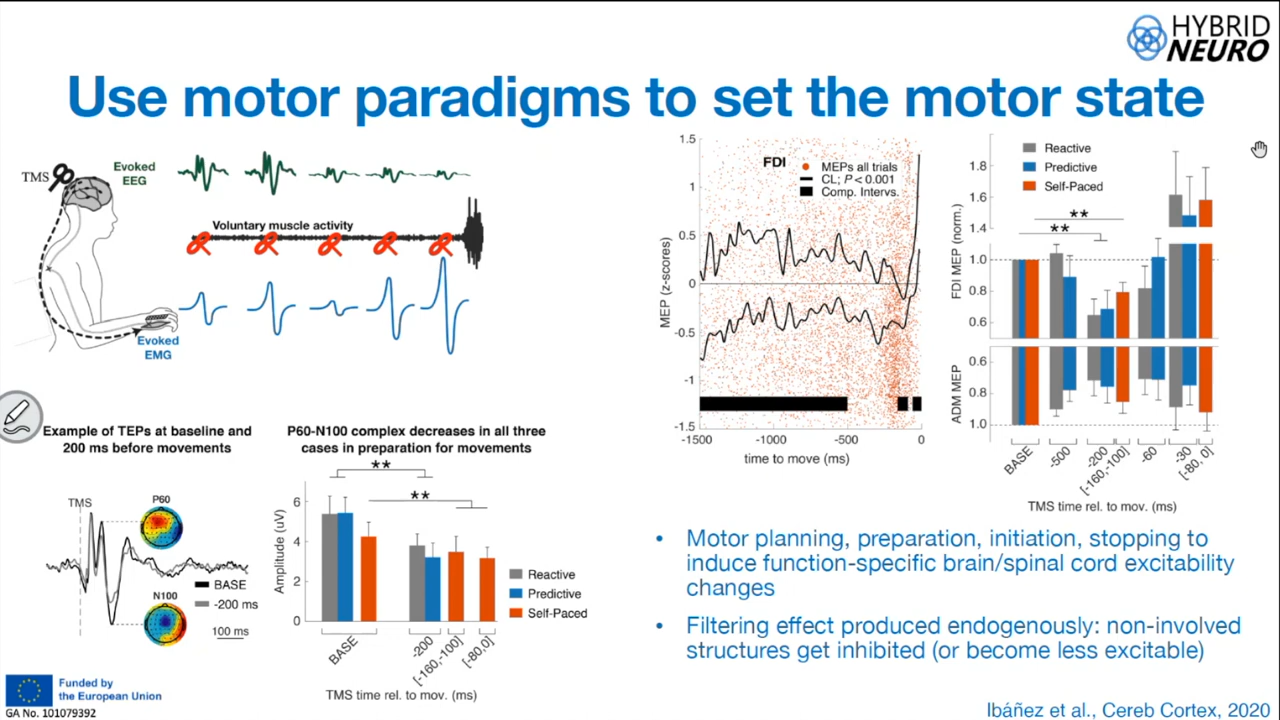 HYBRID
NEURO
Use motor paradigms to set the motor state
TMS
Evoked
EEG
Voluntary muscle activity
Evoked
EMG
Example of TEPs at baseline and
200 ms before movements
TMS
P60
N100
BASE
-200 ms
100 ms
P60-N100 complex decreases in all three
cases in preparation for movements
**
**
Amplitude (uV)
6
4
2
0
Reactive
Predictive
Self-Paced
BASE
-200
[-160,-100]
[-80,0]
TMS time rel. to mov. (ms)
FDI
MEPs all trials
CL; P < 0.001
Comp. Intervs.
MEP (z-scores)
1.5
1
0.5
0
-0.5
-1
-1.5
-1500
-1000
-500
0
time to move (ms)
Reactive
Predictive
Self-Paced
**
**
FDI MEP (norm.)
1.8
1.6
1.4
1.0
0.8
0.6
ADM MEP
0.6
0.8
1.0
BASE
-500
-200
[-160,-100]
-60
-30
[-80, 0]
TMS time rel. to mov. (ms)
• Motor planning, preparation, initiation, stopping to
induce function-specific brain/spinal cord excitability
changes
• Filtering effect produced endogenously: non-involved
structures get inhibited (or become less excitable)
Funded by
the European Union
GA No. 101079392
Ibáñez et al., Cereb Cortex, 2020